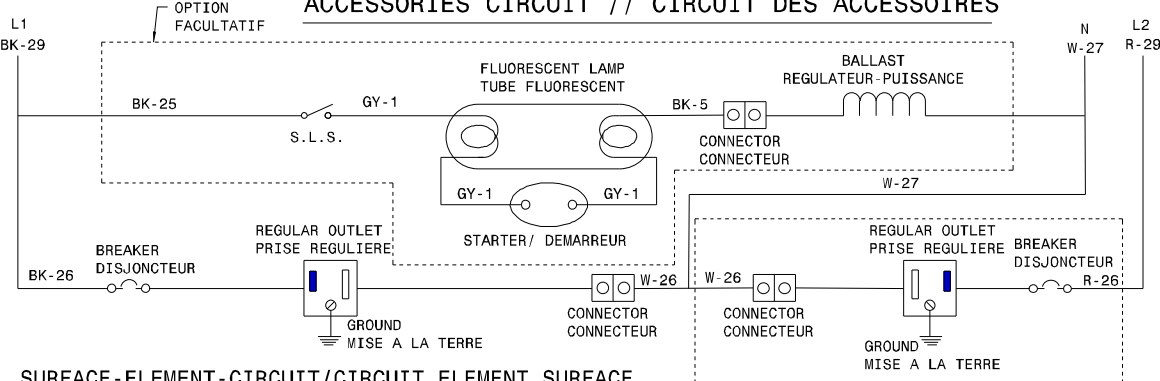 ACCESSORIES CIRCUIT // CIRCUIT DES ACCESSOIRES
OPTION
FACULTATIF
L1
BK-29
N
W-27
L2
R-29
FLUORESCENT LAMP
TUBE FLUORESCENT
BALLAST
REGULATEUR-PUISSANCE
BK-25
GY-1
BK-5
S.L.S.
CONNECTOR
CONNECTEUR
GY-1
GY-1
W-27
STARTER/ DEMARREUR
REGULAR OUTLET
PRISE REGULIERE
REGULAR OUTLET
PRISE REGULIERE
BREAKER
DISJONCTEUR
BREAKER
DISJONCTEUR
BK-26
W-26
W-26
R-26
CONNECTOR
CONNECTEUR
CONNECTOR
CONNECTEUR
GROUND
MISE A LA TERRE
GROUND
MISE A LA TERRE
SURFACE-ELEMENT-CIRCUIT/CIRCUIT ELEMENT SURFACE